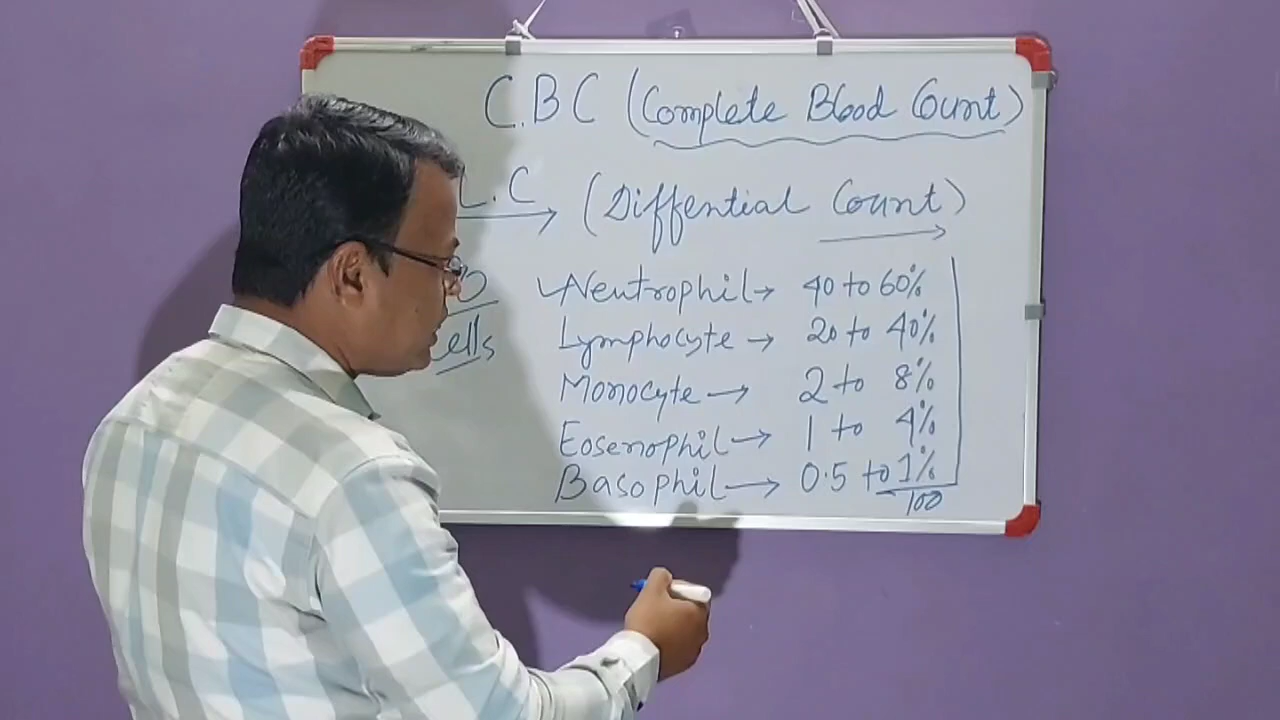 C.B.C (Complete Blood Count)
L.C → (Diffential Count)
Neutrophil → 40 to 60%
Lymphocyte → 20 to 40%
cells
Monocyte → 2 to 8%
Eosenophil → 1 to 4%
Basophil → 0.5 to 1%
100